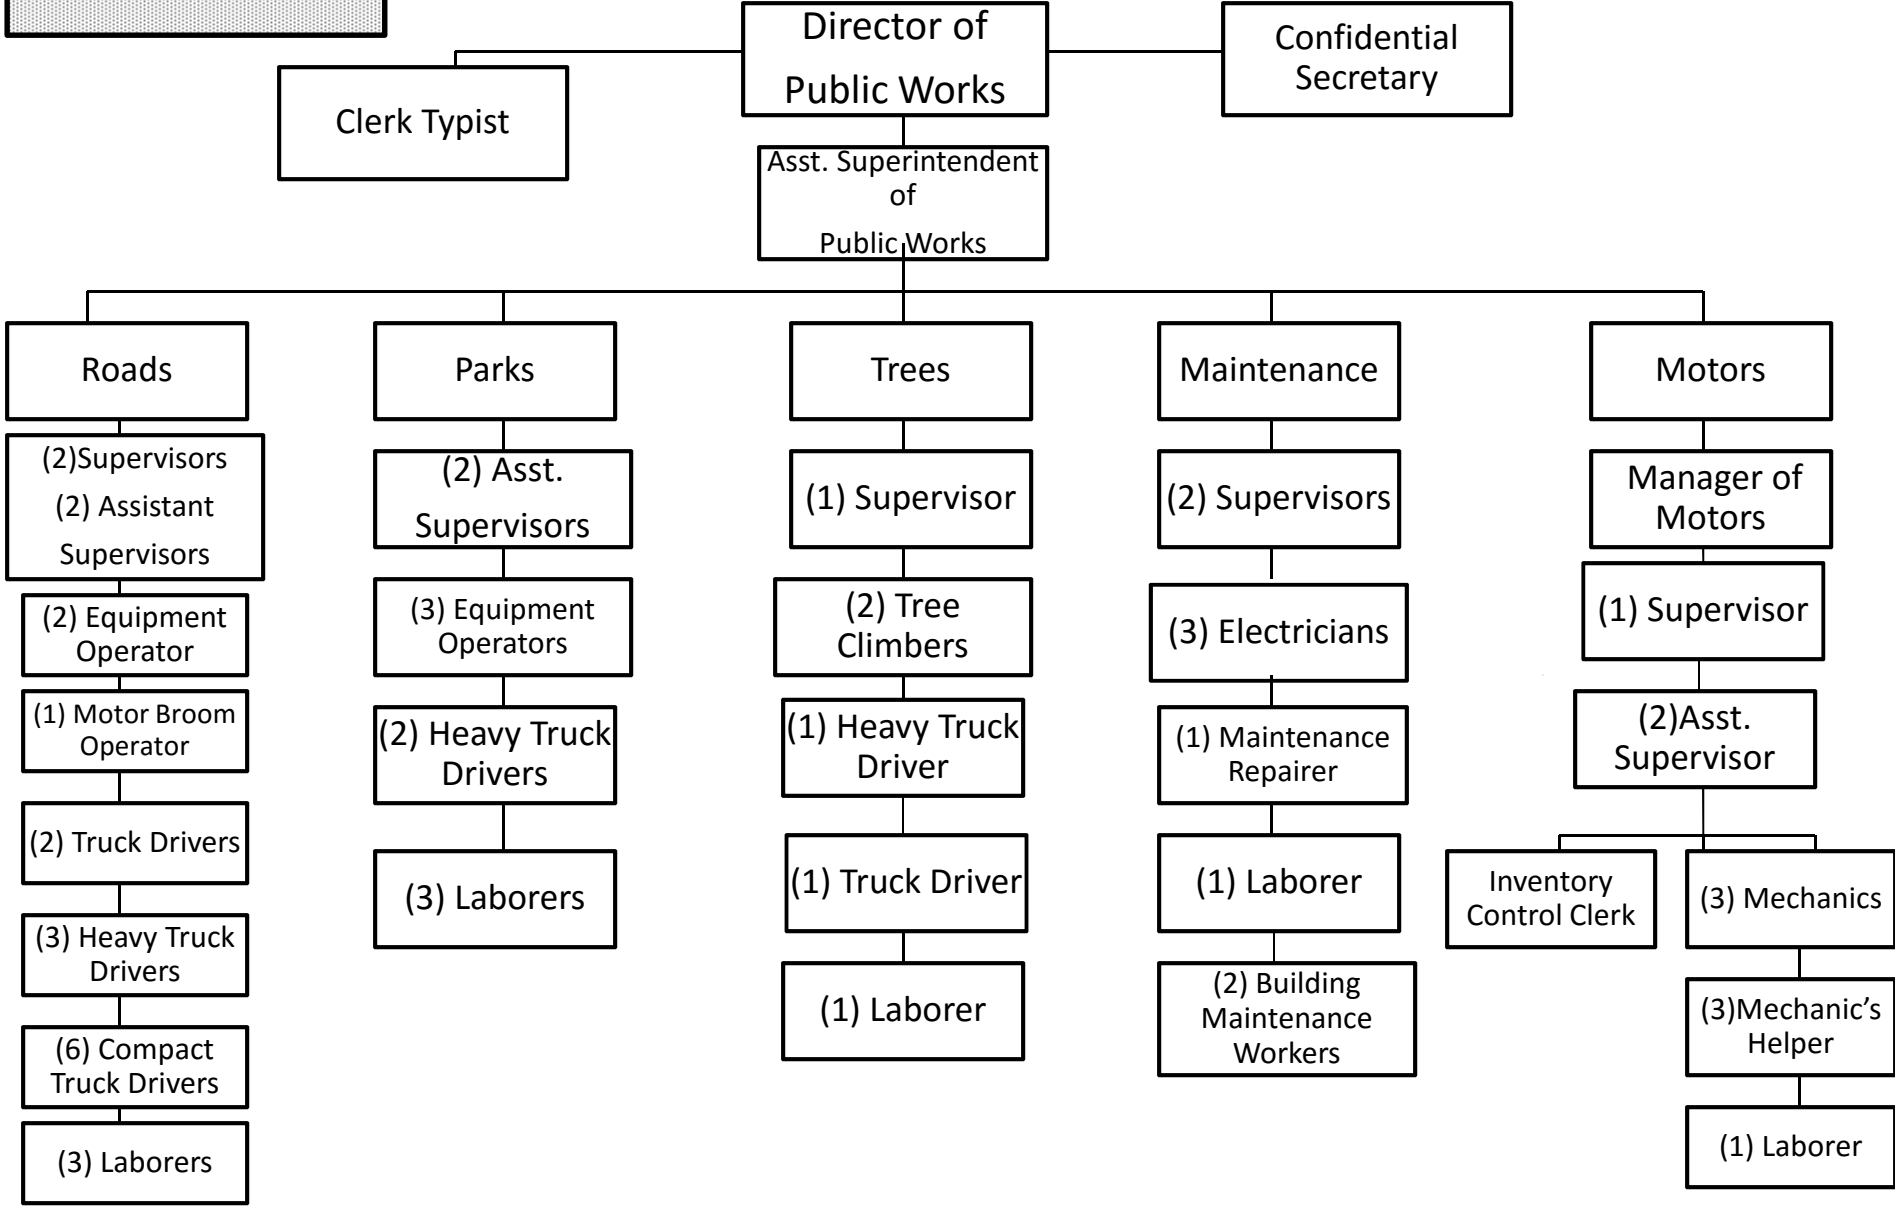 Director of
Public Works
Confidential
Secretary
Clerk Typist
Asst. Superintendent
of
Public Works
Roads
Parks
Trees
Maintenance
Motors
(2)Supervisors
(2) Assistant
Supervisors
(2) Equipment
Operator
(1) Motor Broom
Operator
(2) Truck Drivers
(3) Heavy Truck
Drivers
(6) Compact
Truck Drivers
(3) Laborers
(2) Asst.
Supervisors
(3) Equipment
Operators
(2) Heavy Truck
Drivers
(3) Laborers
(1) Supervisor
(2) Tree
Climbers
(1) Heavy Truck
Driver
(1) Truck Driver
(1) Laborer
(2) Supervisors
(3) Electricians
(1) Maintenance
Repairer
(1) Laborer
(2) Building
Maintenance
Workers
Manager of
Motors
(1) Supervisor
(2)Asst.
Supervisor
Inventory
Control Clerk
(3) Mechanics
(3)Mechanic’s
Helper
(1) Laborer